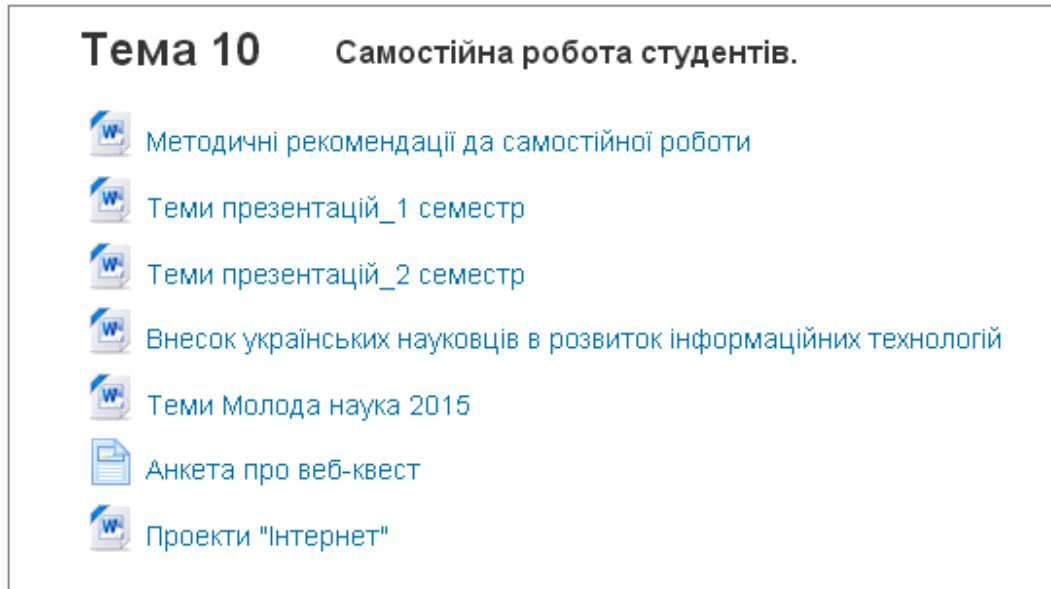 Тема 10 Самостійна робота студентів.
Методичні рекомендації да самостійної роботи
Теми презентацій_1 семестр
Теми презентацій_2 семестр
Внесок українських науковців в розвиток інформаційних технологій
Теми Молода наука 2015
Анкета про веб-квест
Проекти "Інтернет"